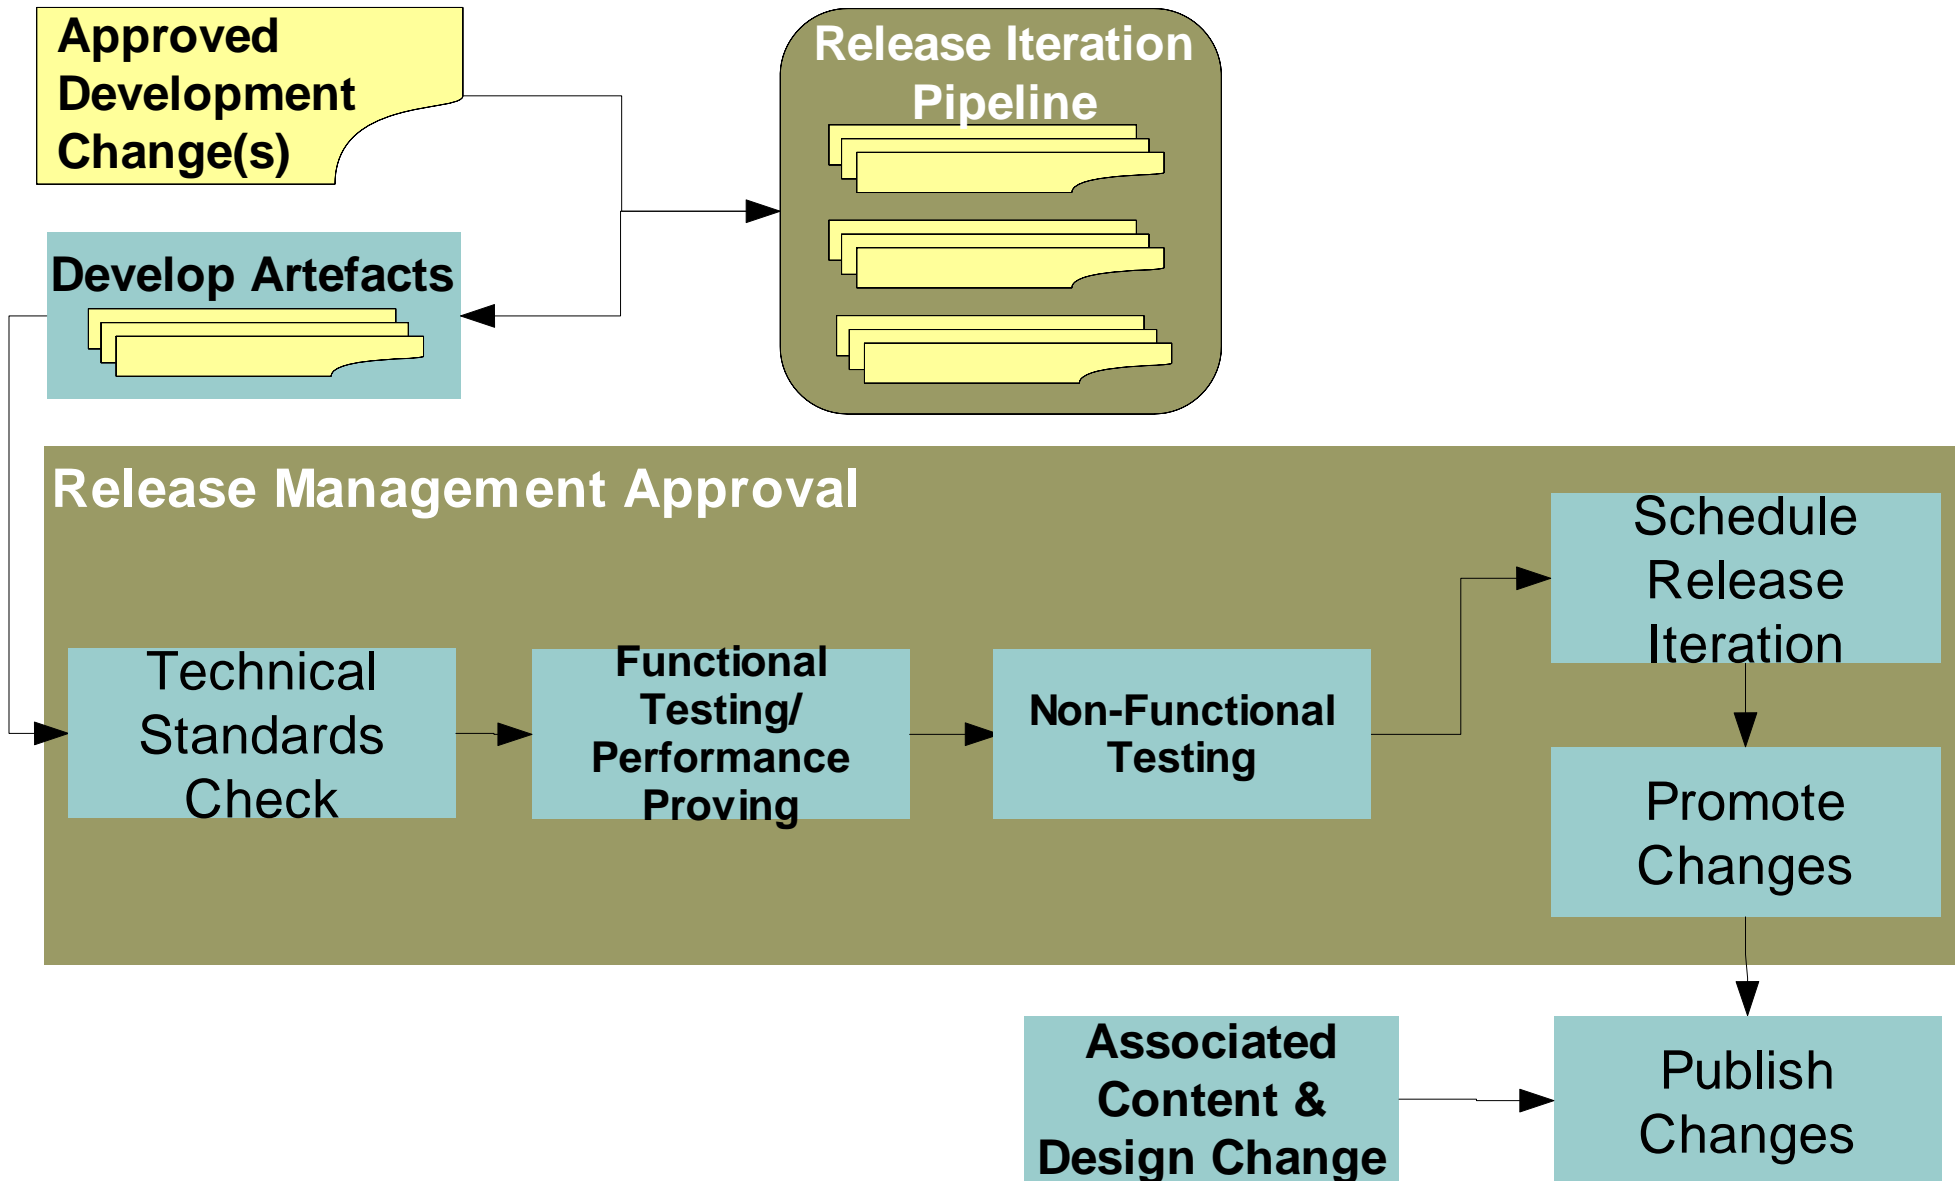 Approved
Development
Change(s)
Release Iteration
Pipeline
Develop Artefacts
Release Management Approval
Schedule
Release
Iteration
Technical
Standards
Check
Functional
Testing/
Performance
Proving
Non-Functional
Testing
Promote
Changes
Associated
Content &
Design Change
Publish
Changes